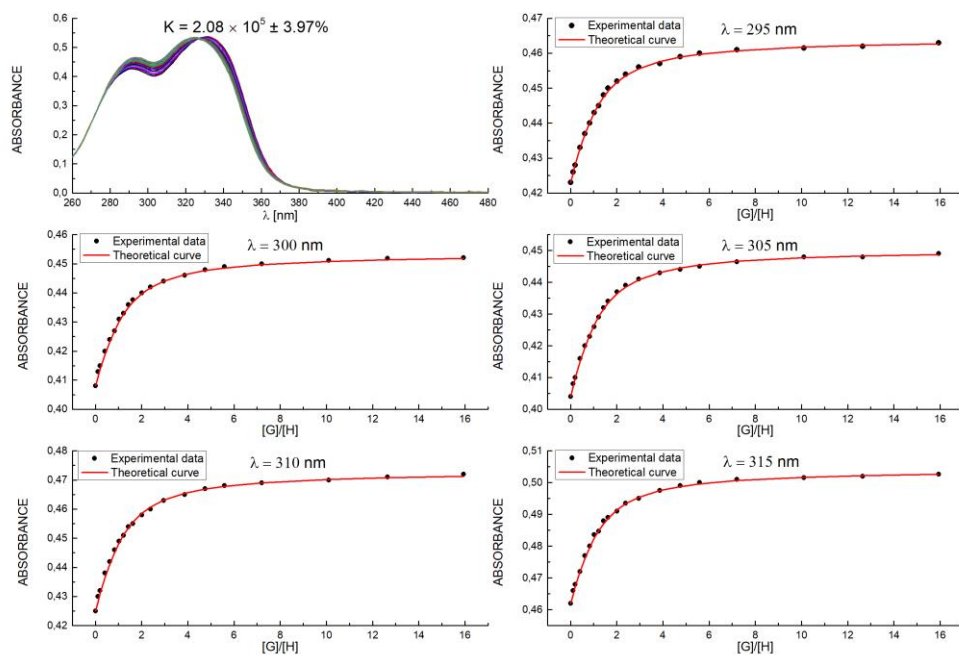 K = 2.08 × 10⁵ ± 3.97%
ABSORBANCE
0,6
0,5
0,4
0,3
0,2
0,1
0,0
260 280 300 320 340 360 380 400 420 440 460 480
λ [nm]
Experimental data
Theoretical curve
λ = 295 nm
ABSORBANCE
0,47
0,46
0,45
0,44
0,43
0,42
0 2 4 6 8 10 12 14 16
[G]/[H]
Experimental data
Theoretical curve
λ = 300 nm
ABSORBANCE
0,46
0,45
0,44
0,43
0,42
0,41
0,40
0 2 4 6 8 10 12 14 16
[G]/[H]
Experimental data
Theoretical curve
λ = 305 nm
ABSORBANCE
0,45
0,44
0,43
0,42
0,41
0,40
0 2 4 6 8 10 12 14 16
[G]/[H]
Experimental data
Theoretical curve
λ = 310 nm
ABSORBANCE
0,48
0,47
0,46
0,45
0,44
0,43
0,42
0 2 4 6 8 10 12 14 16
[G]/[H]
Experimental data
Theoretical curve
λ = 315 nm
ABSORBANCE
0,51
0,50
0,49
0,48
0,47
0,46
0 2 4 6 8 10 12 14 16
[G]/[H]